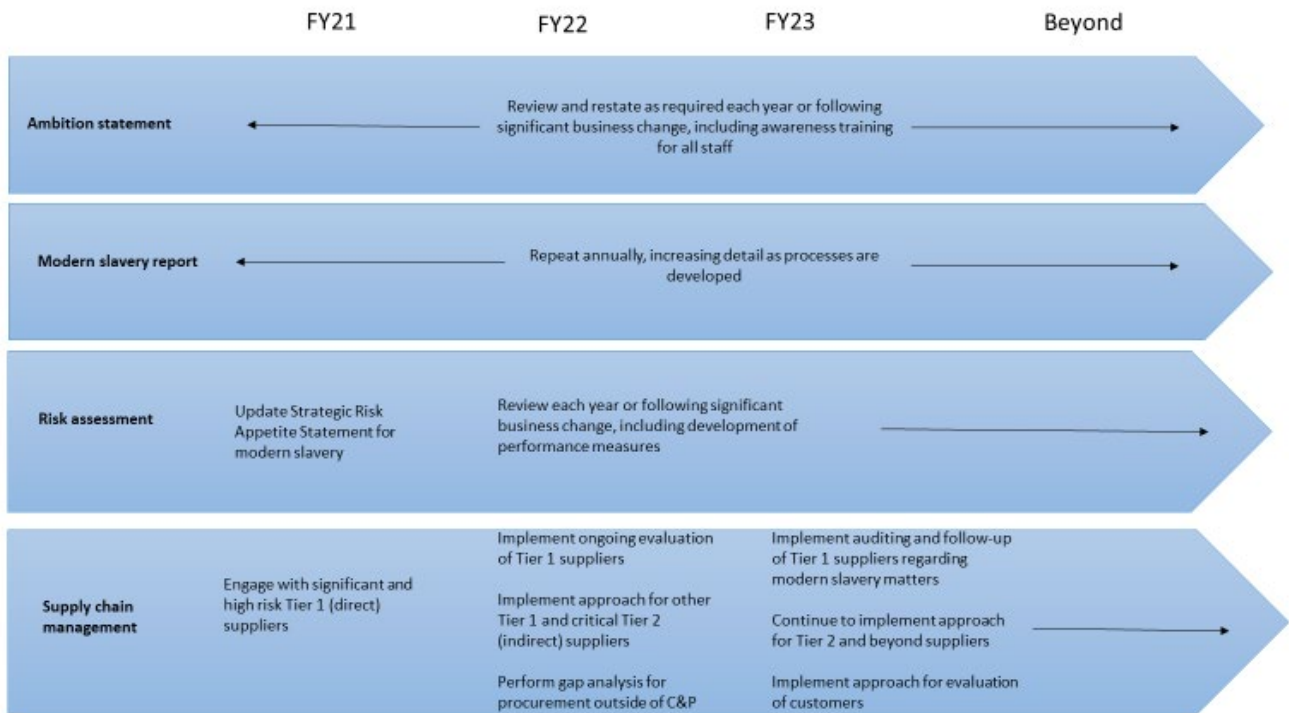 FY21 FY22 FY23 Beyond
Ambition statement
Review and restate as required each year or following
significant business change, including awareness training
for all staff
Modern slavery report
Repeat annually, increasing detail as processes are
developed
Risk assessment
Update Strategic Risk
Appetite Statement for
modern slavery
Review each year or following significant
business change, including development of
performance measures
Supply chain
management
Engage with significant and
high risk Tier 1 (direct)
suppliers
Implement ongoing evaluation
of Tier 1 suppliers
Implement approach for other
Tier 1 and critical Tier 2
(indirect) suppliers
Perform gap analysis for
procurement outside of C&P
Implement auditing and follow-up
of Tier 1 suppliers regarding
modern slavery matters
Continue to implement approach
for Tier 2 and beyond suppliers
Implement approach for evaluation
of customers